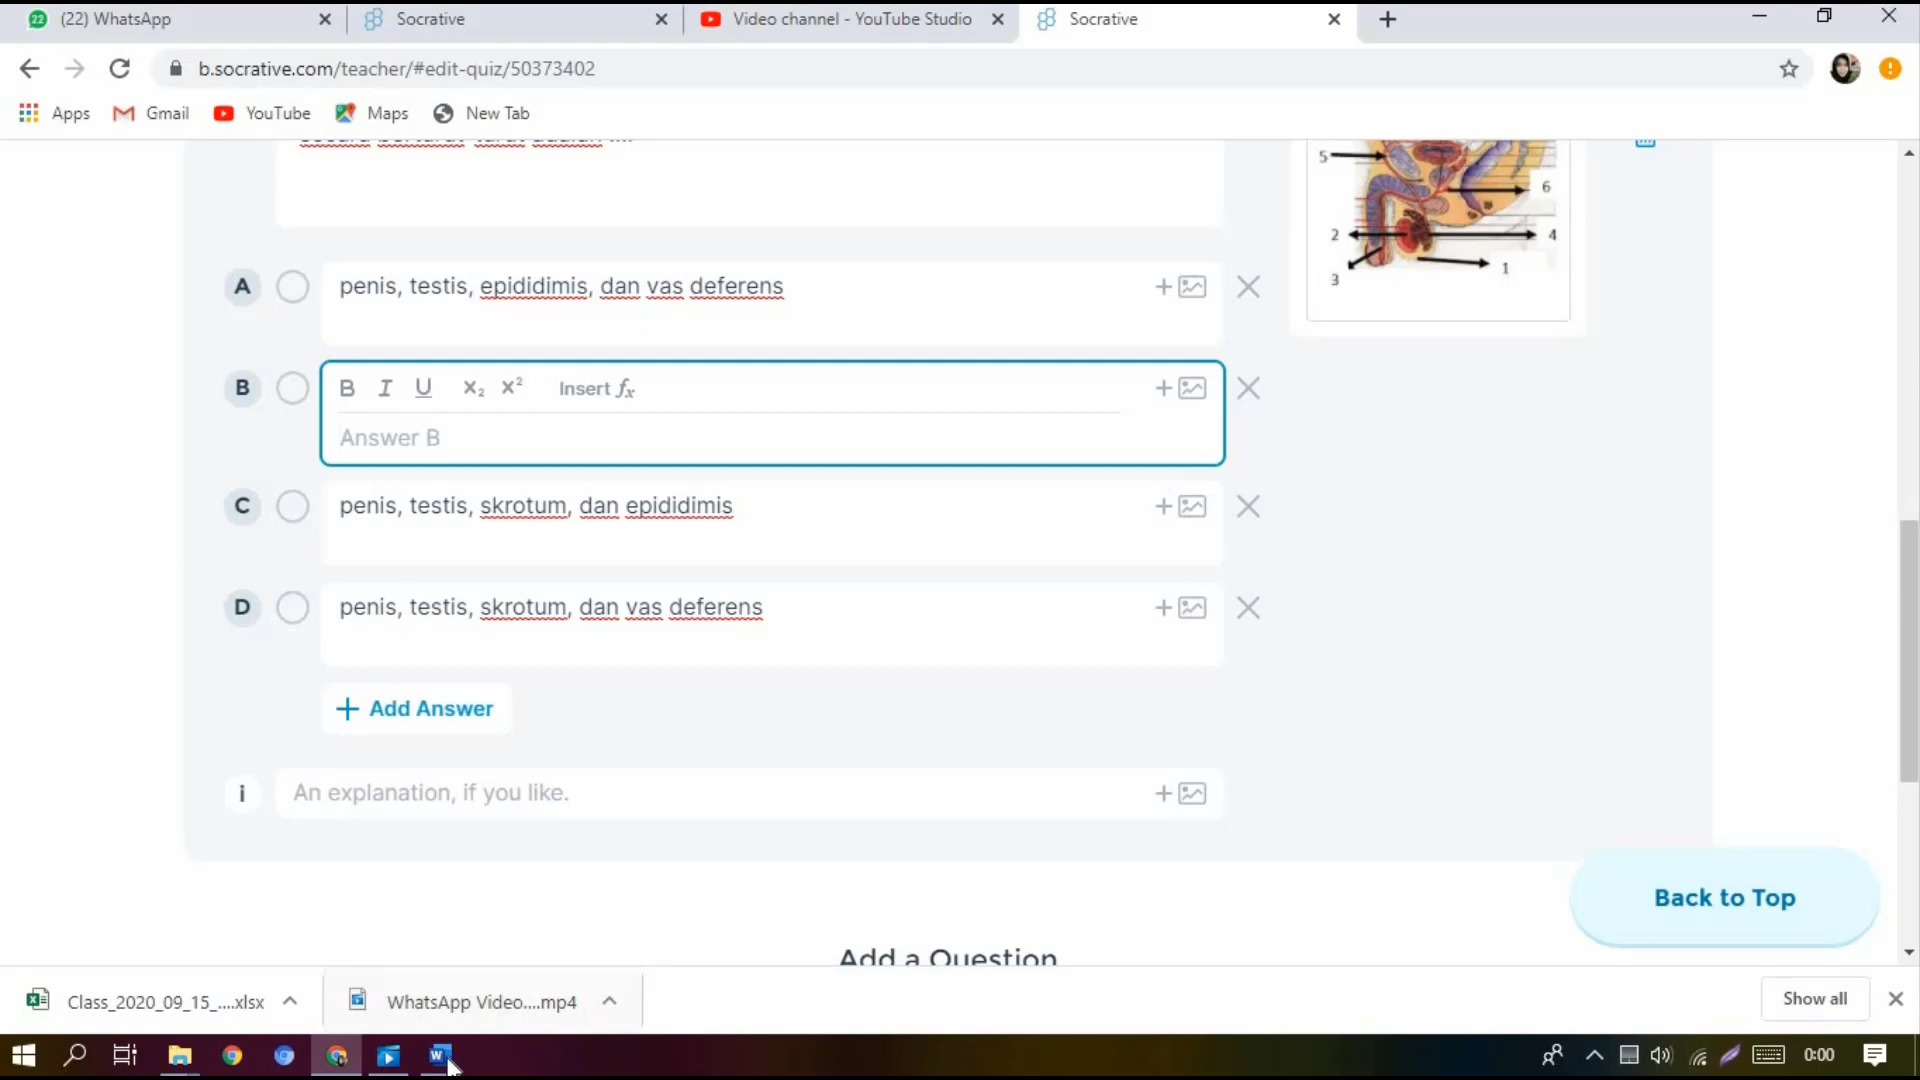 22 (22) WhatsApp
Socrative
Video channel - YouTube Studio
Socrative
b.socrative.com/teacher/#edit-quiz/50373402
Apps
Gmail
YouTube
Maps
New Tab
5
6
2
4
1
3
A penis, testis, epididimis, dan vas deferens
B B I U X₂ X² Insert fx
Answer B
C penis, testis, skrotum, dan epididimis
D penis, testis, skrotum, dan vas deferens
+ Add Answer
i An explanation, if you like.
Back to Top
Add a Question
Class_2020_09_15_....xlsx
WhatsApp Video....mp4
Show all
0:00